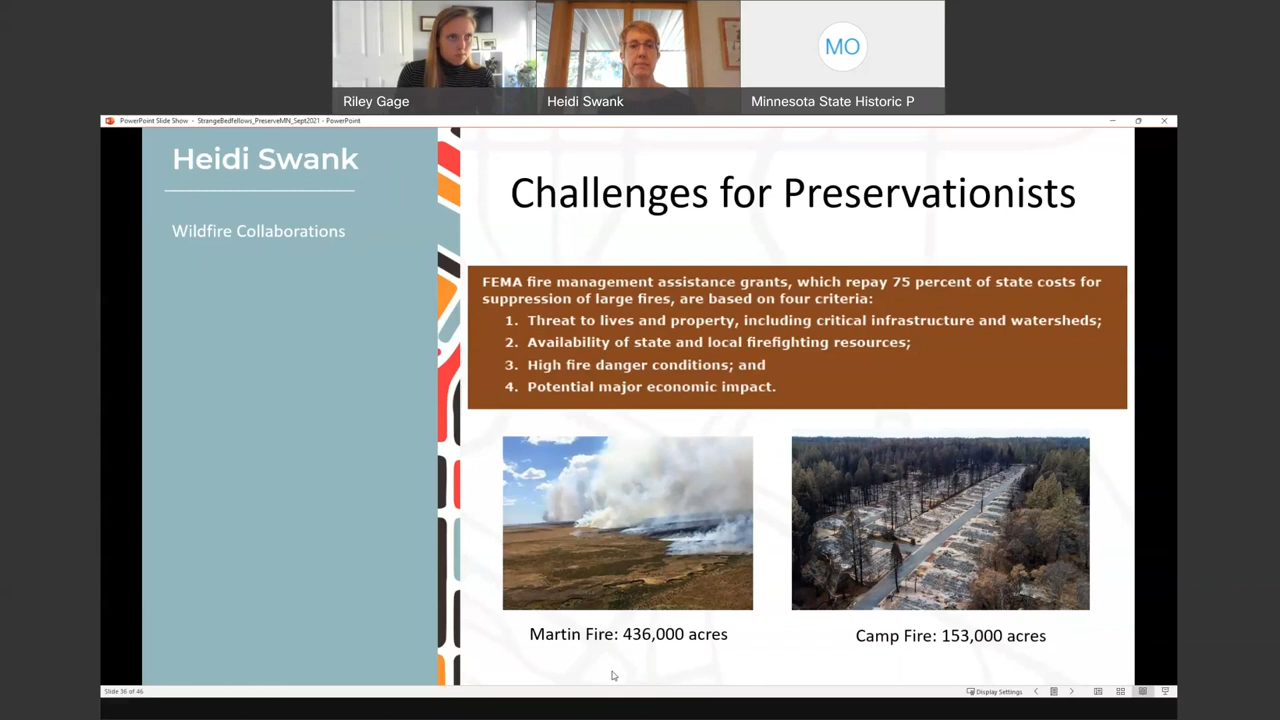 MO
Riley Gage
Heidi Swank
Minnesota State Historic P
PowerPoint Slide Show - StrangeBedfellows_PreserveMN_Sept2021 - PowerPoint
Heidi Swank
Wildfire Collaborations
Challenges for Preservationists
FEMA fire management assistance grants, which repay 75 percent of state costs for
suppression of large fires, are based on four criteria:
1. Threat to lives and property, including critical infrastructure and watersheds;
2. Availability of state and local firefighting resources;
3. High fire danger conditions; and
4. Potential major economic impact.
Martin Fire: 436,000 acres
Camp Fire: 153,000 acres
Slide 36 of 46
Display Settings